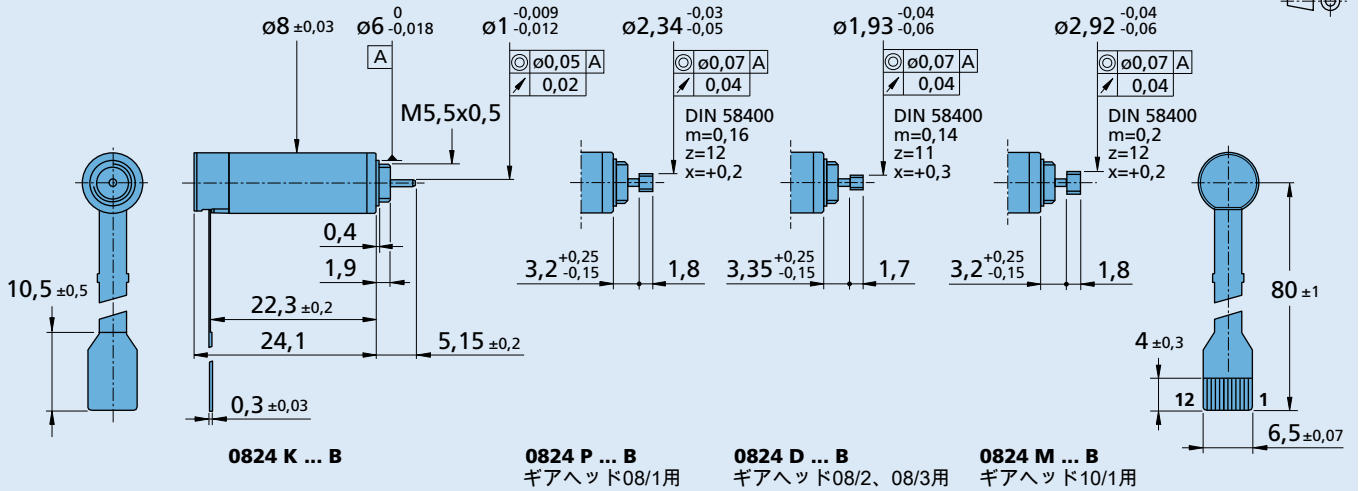 ø8 ±0,03
ø6 0 -0,018
A
ø1 -0,009 -0,012
ø0,05 A
0,02
M5,5x0,5
ø2,34 -0,03 -0,05
ø0,07 A
0,04
DIN 58400
m=0,16
z=12
x=+0,2
ø1,93 -0,04 -0,06
ø0,07 A
0,04
DIN 58400
m=0,14
z=11
x=+0,3
ø2,92 -0,04 -0,06
ø0,07 A
0,04
DIN 58400
m=0,2
z=12
x=+0,2
10,5 ±0,5
0,4
1,9
22,3 ±0,2
24,1
5,15 ±0,2
0,3 ±0,03
3,2 +0,25 -0,15
1,8
3,35 +0,25 -0,15
1,7
3,2 +0,25 -0,15
1,8
80 ±1
4 ±0,3
12
1
6,5 ±0,07
0824 K ... B
0824 P ... B
ギアヘッド08/1用
0824 D ... B
ギアヘッド08/2、08/3用
0824 M ... B
ギアヘッド10/1用